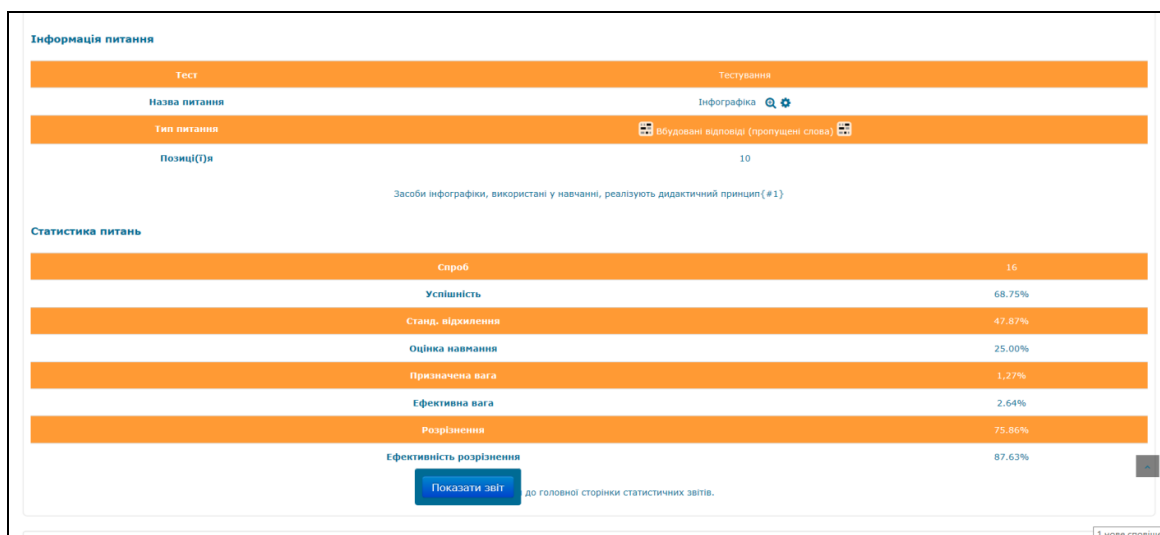 Інформація питання
Тест Тестування
Назва питання Інфографіка
Тип питання Вбудовані відповіді (пропущені слова)
Позиці(ї)я 10
Засоби інфографіки, використані у навчанні, реалізують дидактичний принцип{#1}
Статистика питань
Спроб 16
Успішність 68.75%
Станд. відхилення 47.87%
Оцінка навмання 25.00%
Призначена вага 1,27%
Ефективна вага 2.64%
Розрізнення 75.86%
Ефективність розрізнення 87.63%
Показати звіт до головної сторінки статистичних звітів.
1 нове